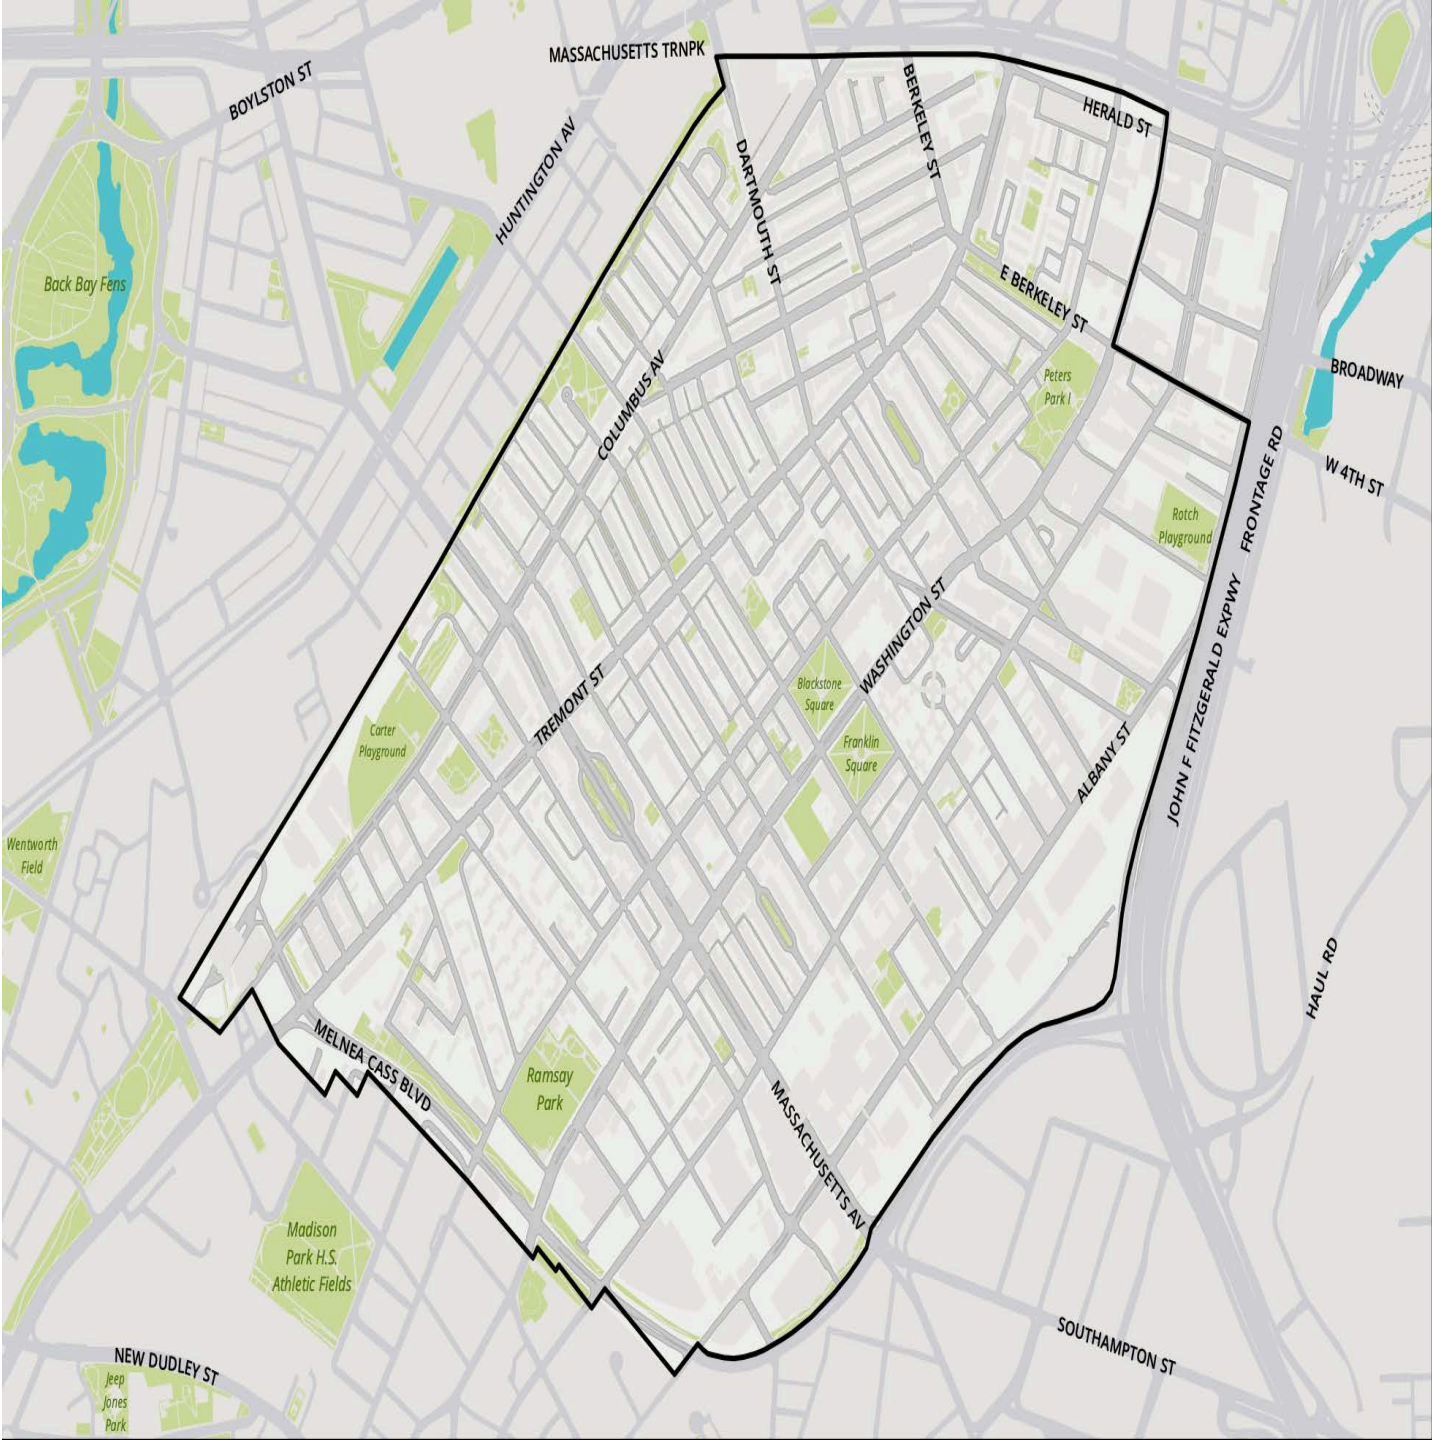 MASSACHUSETTS TRNPK
BOYLSTON ST
BERKELEY ST
HERALD ST
HUNTINGTON AV
DARTMOUTH ST
Back Bay Fens
E BERKELEY ST
BROADWAY
Peters
Park I
COLUMBUS AV
W 4TH ST
FRONTAGE RD
Rotch
Playground
WASHINGTON ST
JOHN F FITZGERALD EXPWY
Blackstone
Square
TREMONT ST
Carter
Playground
Franklin
Square
ALBANY ST
Wentworth
Field
HAUL RD
MELNEA CASS BLVD
Ramsay
Park
MASSACHUSETTS AV
Madison
Park H.S.
Athletic Fields
SOUTHAMPTON ST
NEW DUDLEY ST
Jeep
Jones
Park